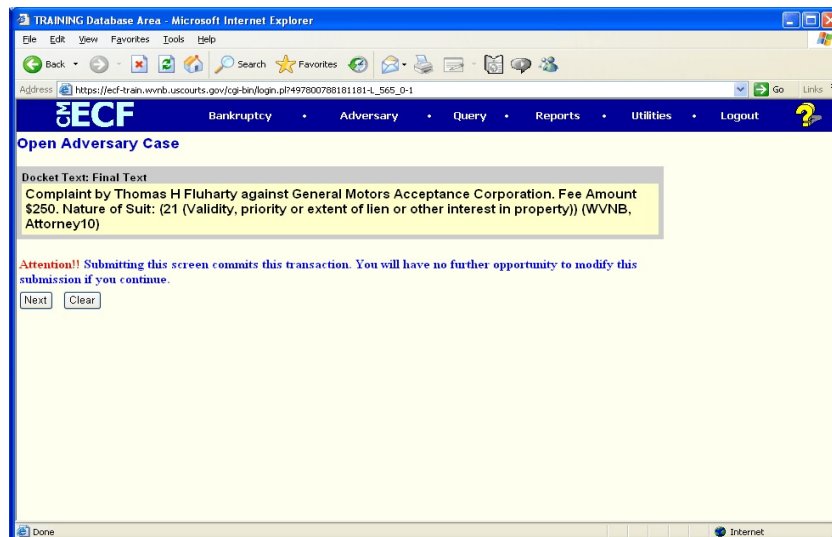 TRAINING Database Area - Microsoft Internet Explorer
File Edit View Favorites Tools Help
Back Search Favorites
Address https://ecf-train.wvnb.uscourts.gov/cgi-bin/login.pl?497800788181181-L_565_0-1 Go Links
CM ECF Bankruptcy • Adversary • Query • Reports • Utilities • Logout ?
Open Adversary Case
Docket Text: Final Text
Complaint by Thomas H Fluharty against General Motors Acceptance Corporation. Fee Amount
$250. Nature of Suit: (21 (Validity, priority or extent of lien or other interest in property)) (WVNB,
Attorney10)
Attention!! Submitting this screen commits this transaction. You will have no further opportunity to modify this
submission if you continue.
Next Clear
Done Internet